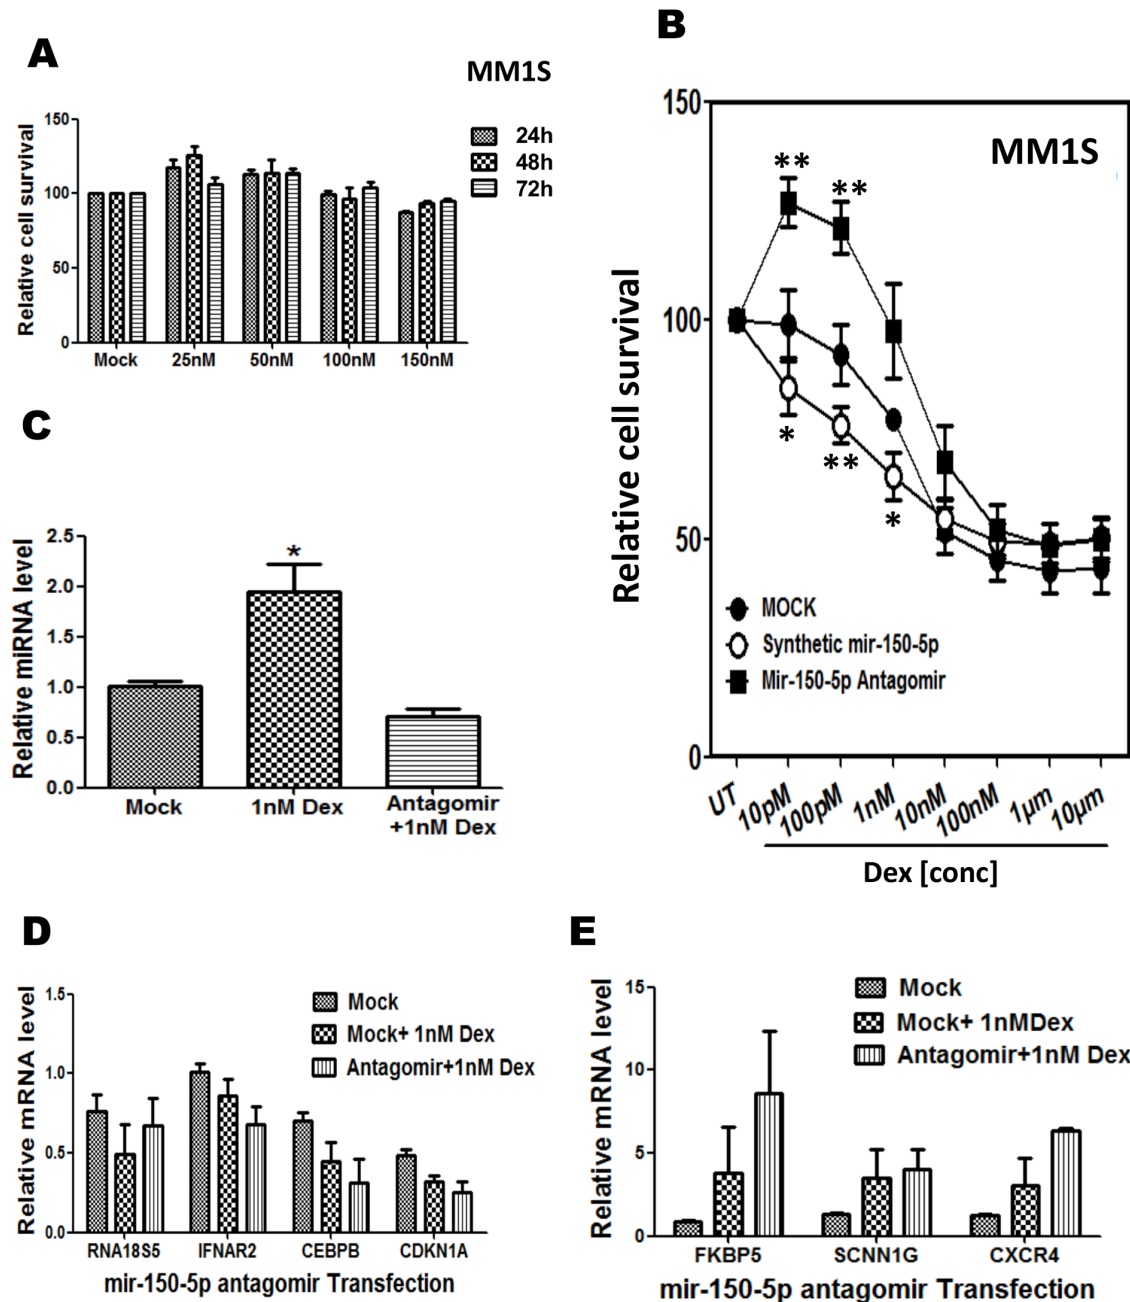 A
MM1S
Relative cell survival
150
100
50
0
24h
48h
72h
Mock 25nM 50nM 100nM 150nM
B
MM1S
Relative cell survival
150
100
50
0
** **
* ** *
MOCK
Synthetic mir-150-5p
Mir-150-5p Antagomir
UT 10pM 100pM 1nM 10nM 100nM 1µm 10µm
Dex [conc]
C
Relative miRNA level
2.5
2.0
1.5
1.0
0.5
0.0
*
Mock 1nM Dex Antagomir
+1nM Dex
D
Relative mRNA level
1.5
1.0
0.5
0.0
Mock
Mock+ 1nM Dex
Antagomir+1nM Dex
RNA18S5 IFNAR2 CEBPB CDKN1A
mir-150-5p antagomir Transfection
E
Relative mRNA level
15
10
5
0
Mock
Mock+ 1nMDex
Antagomir+1nM Dex
FKBP5 SCNN1G CXCR4
mir-150-5p antagomir Transfection